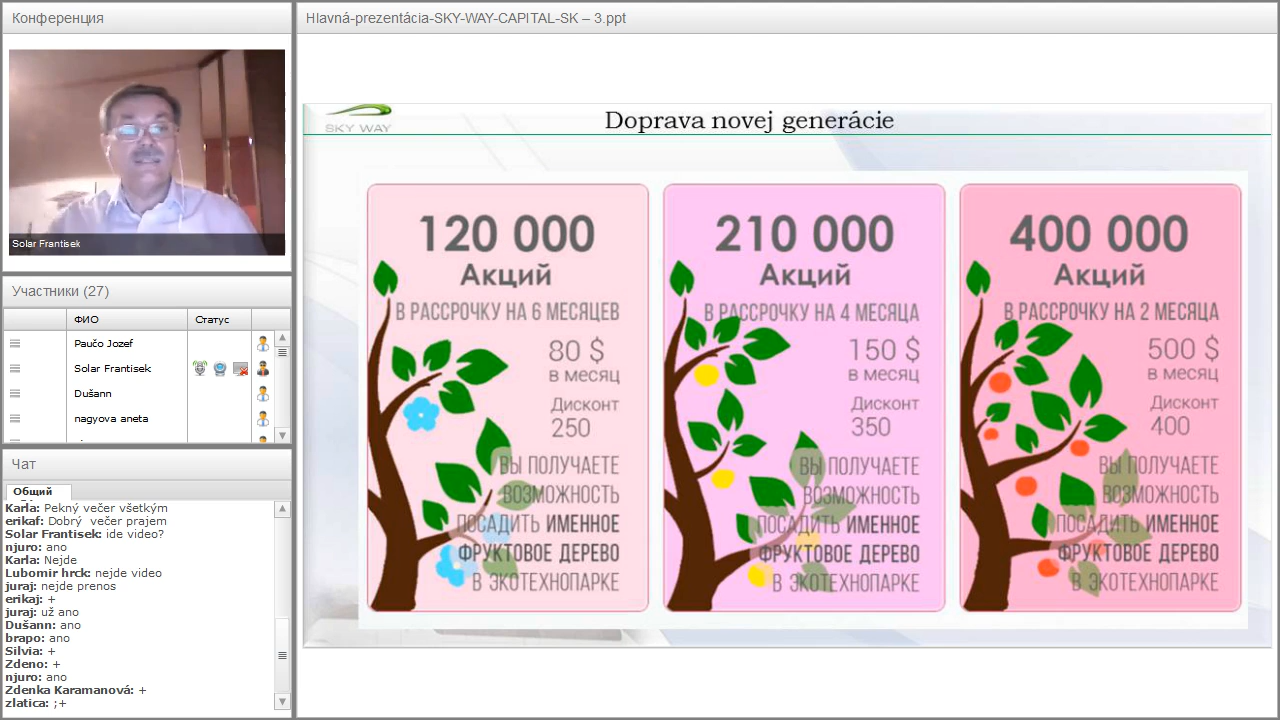 Конференция
Solar Frantisek
Участники (27)
ФИО
Статус
Paučo Jozef
Solar Frantisek
Dušann
nagyova aneta
Чат
Общий
Karla: Pekný večer všetkým
erikaf: Dobrý večer prajem
Solar Frantisek: ide video?
njuro: ano
Karla: Nejde
Lubomir hrck: nejde video
juraj: nejde prenos
erikaj: +
juraj: už ano
Dušann: ano
brapo: ano
Silvia: +
Zdeno: +
njuro: ano
Zdenka Karamanová: +
zlatica: ;+
Hlavná-prezentácia-SKY-WAY-CAPITAL-SK – 3.ppt
SKY WAY
Doprava novej generácie
120 000
Акций
В РАССРОЧКУ НА 6 МЕСЯЦЕВ
80 $
в месяц
Дисконт
250
ВЫ ПОЛУЧАЕТЕ
ВОЗМОЖНОСТЬ
ПОСАДИТЬ ИМЕННОЕ
ФРУКТОВОЕ ДЕРЕВО
В ЭКОТЕХНОПАРКЕ
210 000
Акций
В РАССРОЧКУ НА 4 МЕСЯЦА
150 $
в месяц
Дисконт
350
ВЫ ПОЛУЧАЕТЕ
ВОЗМОЖНОСТЬ
ПОСАДИТЬ ИМЕННОЕ
ФРУКТОВОЕ ДЕРЕВО
В ЭКОТЕХНОПАРКЕ
400 000
Акций
В РАССРОЧКУ НА 2 МЕСЯЦА
500 $
в месяц
Дисконт
400
ВЫ ПОЛУЧАЕТЕ
ВОЗМОЖНОСТЬ
ПОСАДИТЬ ИМЕННОЕ
ФРУКТОВОЕ ДЕРЕВО
В ЭКОТЕХНОПАРКЕ